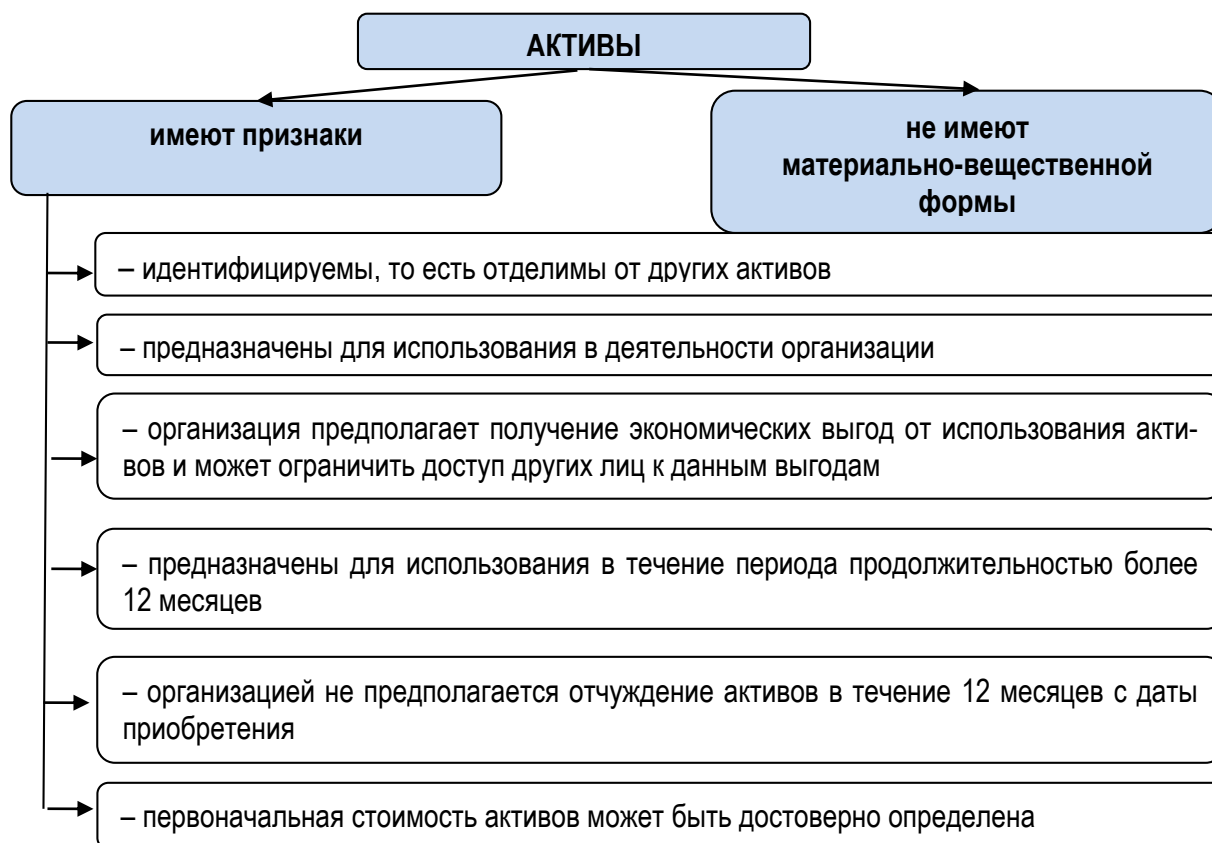 АКТИВЫ
имеют признаки
не имеют
материально-вещественной
формы
– идентифицируемы, то есть отделимы от других активов
– предназначены для использования в деятельности организации
– организация предполагает получение экономических выгод от использования акти-
вов и может ограничить доступ других лиц к данным выгодам
– предназначены для использования в течение периода продолжительностью более
12 месяцев
– организацией не предполагается отчуждение активов в течение 12 месяцев с даты
приобретения
– первоначальная стоимость активов может быть достоверно определена